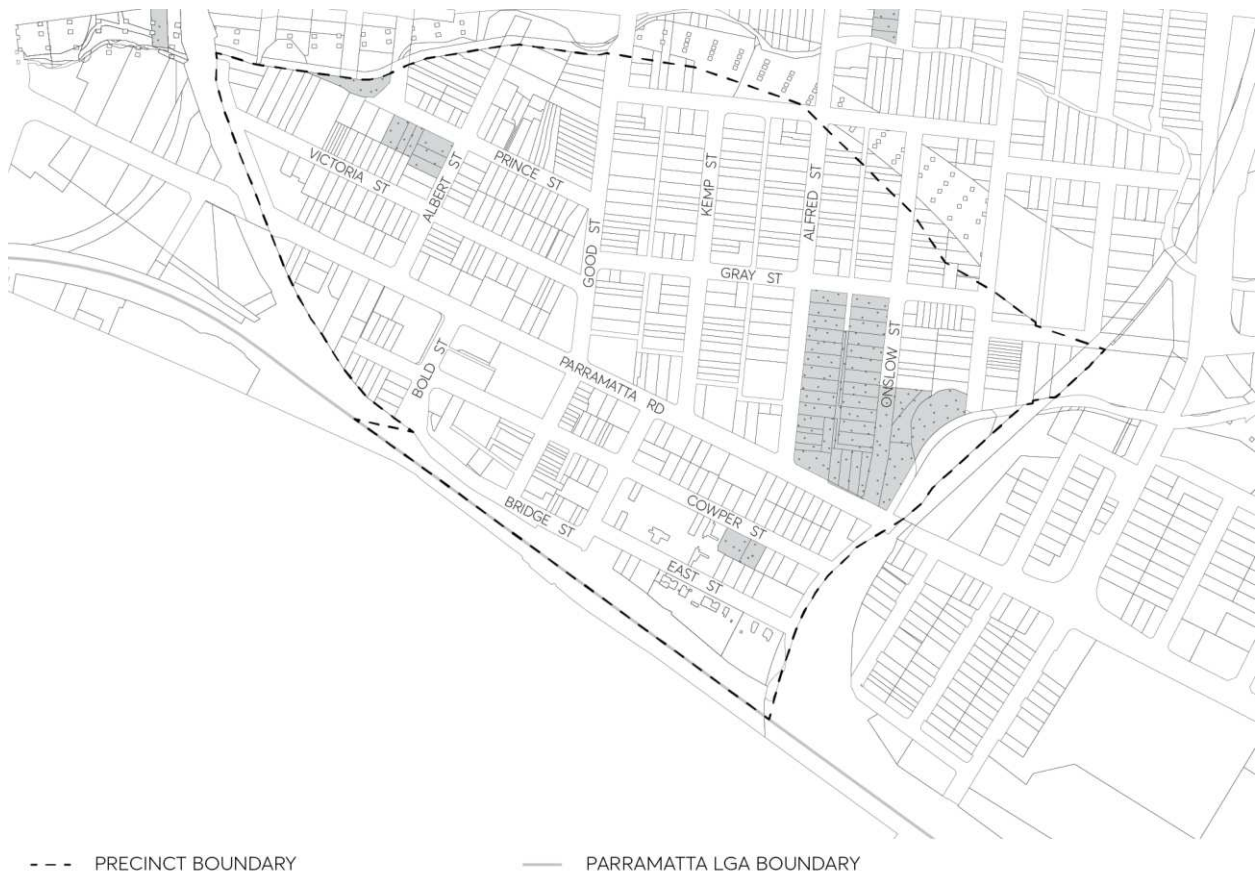 VICTORIA ST
ALBERT ST
PRINCE ST
GOOD ST
KEMP ST
ALFRED ST
GRAY ST
ONSLOW ST
BOLD ST
PARRAMATTA RD
BRIDGE ST
COWPER ST
EAST ST
PRECINCT BOUNDARY
PARRAMATTA LGA BOUNDARY